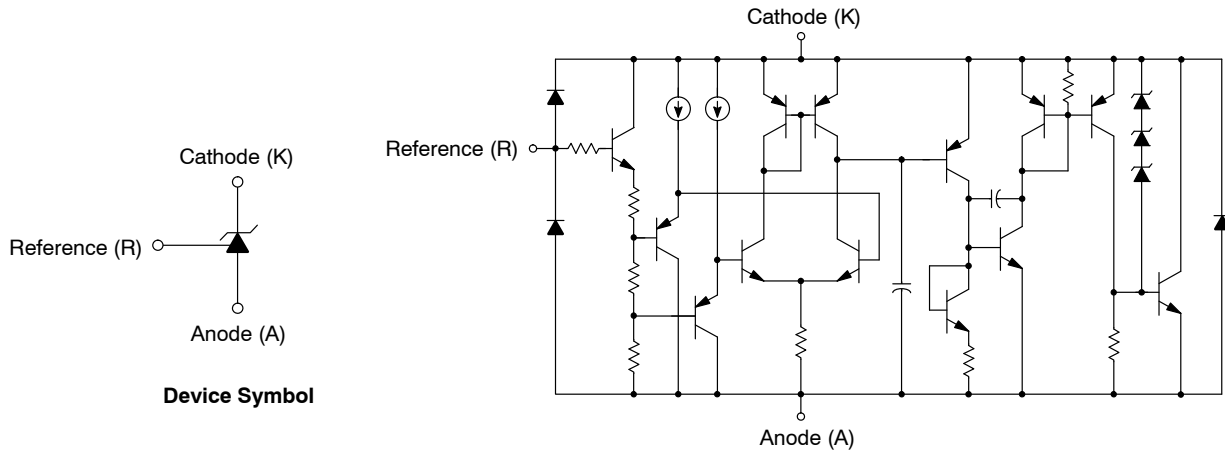 Cathode (K)
Reference (R)
Anode (A)
Device Symbol
Cathode (K)
Reference (R)
Anode (A)